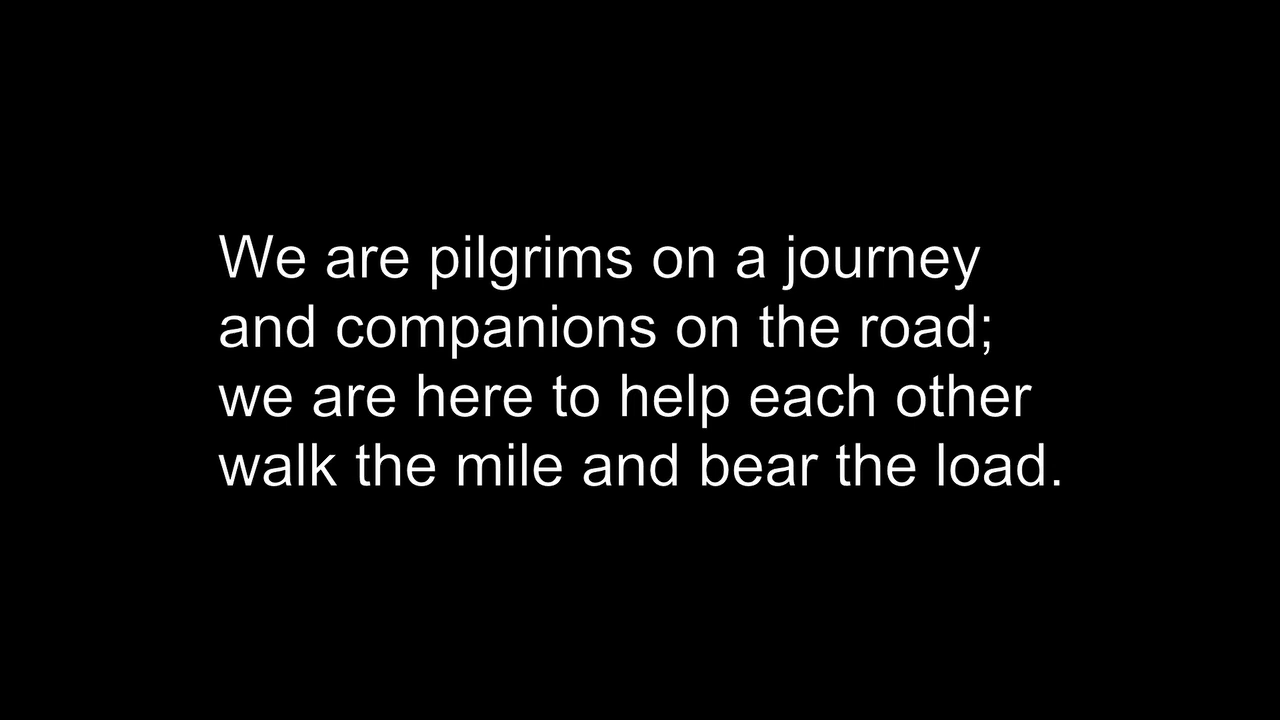 We are pilgrims on a journey
and companions on the road;
we are here to help each other
walk the mile and bear the load.